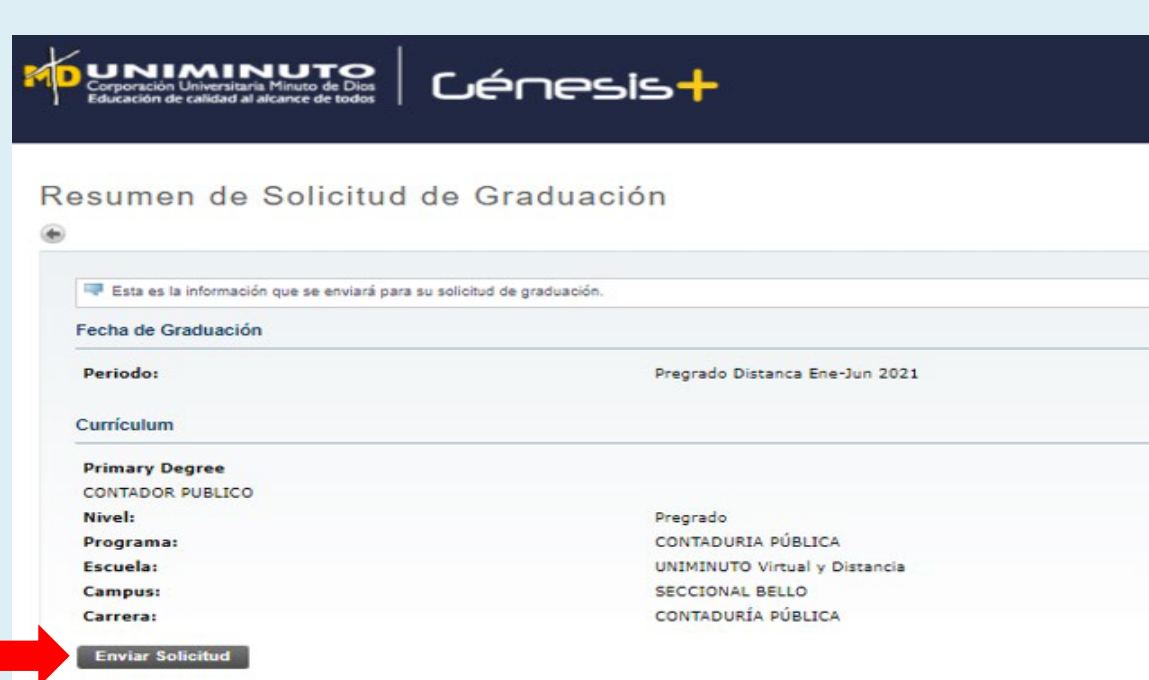 MD UNIMINUTO
Corporación Universitaria Minuto de Dios
Educación de calidad al alcance de todos
Génesis+
Resumen de Solicitud de Graduación
Esta es la información que se enviará para su solicitud de graduación.
Fecha de Graduación
Periodo: Pregrado Distanca Ene-Jun 2021
Currículum
Primary Degree
CONTADOR PUBLICO
Nivel: Pregrado
Programa: CONTADURIA PÚBLICA
Escuela: UNIMINUTO Virtual y Distancia
Campus: SECCIONAL BELLO
Carrera: CONTADURÍA PÚBLICA
Enviar Solicitud